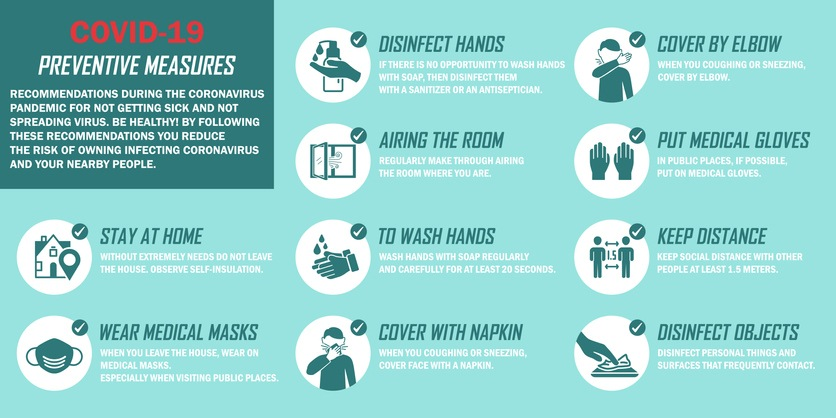 COVID-19
PREVENTIVE MEASURES
RECOMMENDATIONS DURING THE CORONAVIRUS
PANDEMIC FOR NOT GETTING SICK AND NOT
SPREADING VIRUS. BE HEALTHY! BY FOLLOWING
THESE RECOMMENDATIONS YOU REDUCE
THE RISK OF OWNING INFECTING CORONAVIRUS
AND YOUR NEARBY PEOPLE.
STAY AT HOME
WITHOUT EXTREMELY NEEDS DO NOT LEAVE
THE HOUSE. OBSERVE SELF-INSULATION.
WEAR MEDICAL MASKS
WHEN YOU LEAVE THE HOUSE, WEAR ON
MEDICAL MASKS.
ESPECIALLY WHEN VISITING PUBLIC PLACES.
DISINFECT HANDS
IF THERE IS NO OPPORTUNITY TO WASH HANDS
WITH SOAP, THEN DISINFECT THEM
WITH A SANITIZER OR AN ANTISEPTICIAN.
AIRING THE ROOM
REGULARLY MAKE THROUGH AIRING
THE ROOM WHERE YOU ARE.
TO WASH HANDS
WASH HANDS WITH SOAP REGULARLY
AND CAREFULLY FOR AT LEAST 20 SECONDS.
COVER WITH NAPKIN
WHEN YOU COUGHING OR SNEEZING,
COVER FACE WITH A NAPKIN.
COVER BY ELBOW
WHEN YOU COUGHING OR SNEEZING,
COVER BY ELBOW.
PUT MEDICAL GLOVES
IN PUBLIC PLACES, IF POSSIBLE,
PUT ON MEDICAL GLOVES.
1.5
KEEP DISTANCE
KEEP SOCIAL DISTANCE WITH OTHER
PEOPLE AT LEAST 1.5 METERS.
DISINFECT OBJECTS
DISINFECT PERSONAL THINGS AND
SURFACES THAT FREQUENTLY CONTACT.